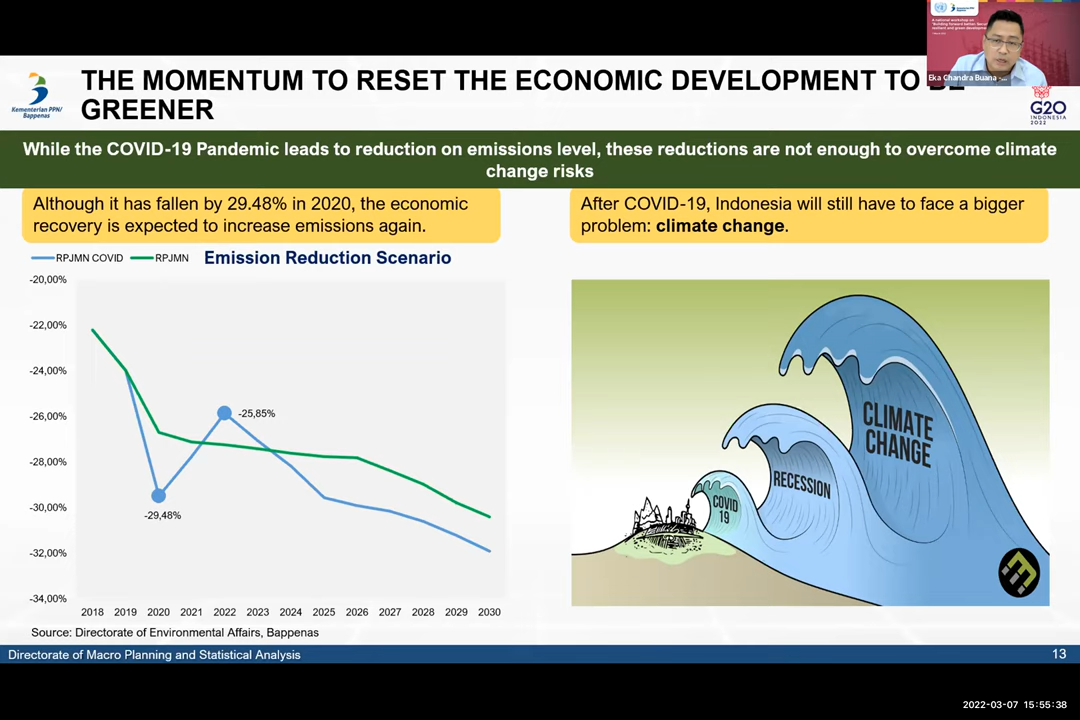 A national workshop on
THE MOMENTUM TO RESET THE ECONOMIC DEVELOPMENT TO BE
GREENER
Eka Chandra Buana
Kementerian PPN/
Bappenas
G20
INDONESIA
2022
While the COVID-19 Pandemic leads to reduction on emissions level, these reductions are not enough to overcome climate
change risks
Although it has fallen by 29.48% in 2020, the economic
recovery is expected to increase emissions again.
After COVID-19, Indonesia will still have to face a bigger
problem: climate change.
RPJMN COVID
RPJMN
Emission Reduction Scenario
-20,00%
-22,00%
-24,00%
-26,00%
-28,00%
-30,00%
-32,00%
-34,00%
-25,85%
-29,48%
2018 2019 2020 2021 2022 2023 2024 2025 2026 2027 2028 2029 2030
COVID
19
RECESSION
CLIMATE
CHANGE
Source: Directorate of Environmental Affairs, Bappenas
Directorate of Macro Planning and Statistical Analysis
13
2022-03-07 15:55:38